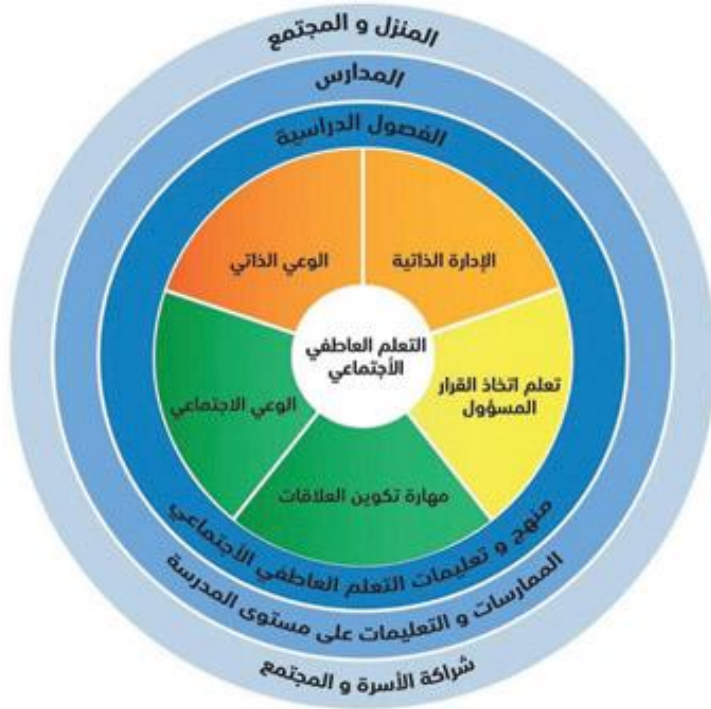 المنزل و المجتمع
المدارس
الفصول الدراسية
الإدارة الذاتية
الوعي الذاتي
التعلم العاطفي
الأجتماعي
تعلم اتخاذ القرار
المسؤول
الوعي الاجتماعي
مهارة تكوين العلاقات
منهج و تعليمات التعلم العاطفي الأجتماعي
الممارسات و التعليمات على مستوى المدرسة
شراكة الأسرة و المجتمع